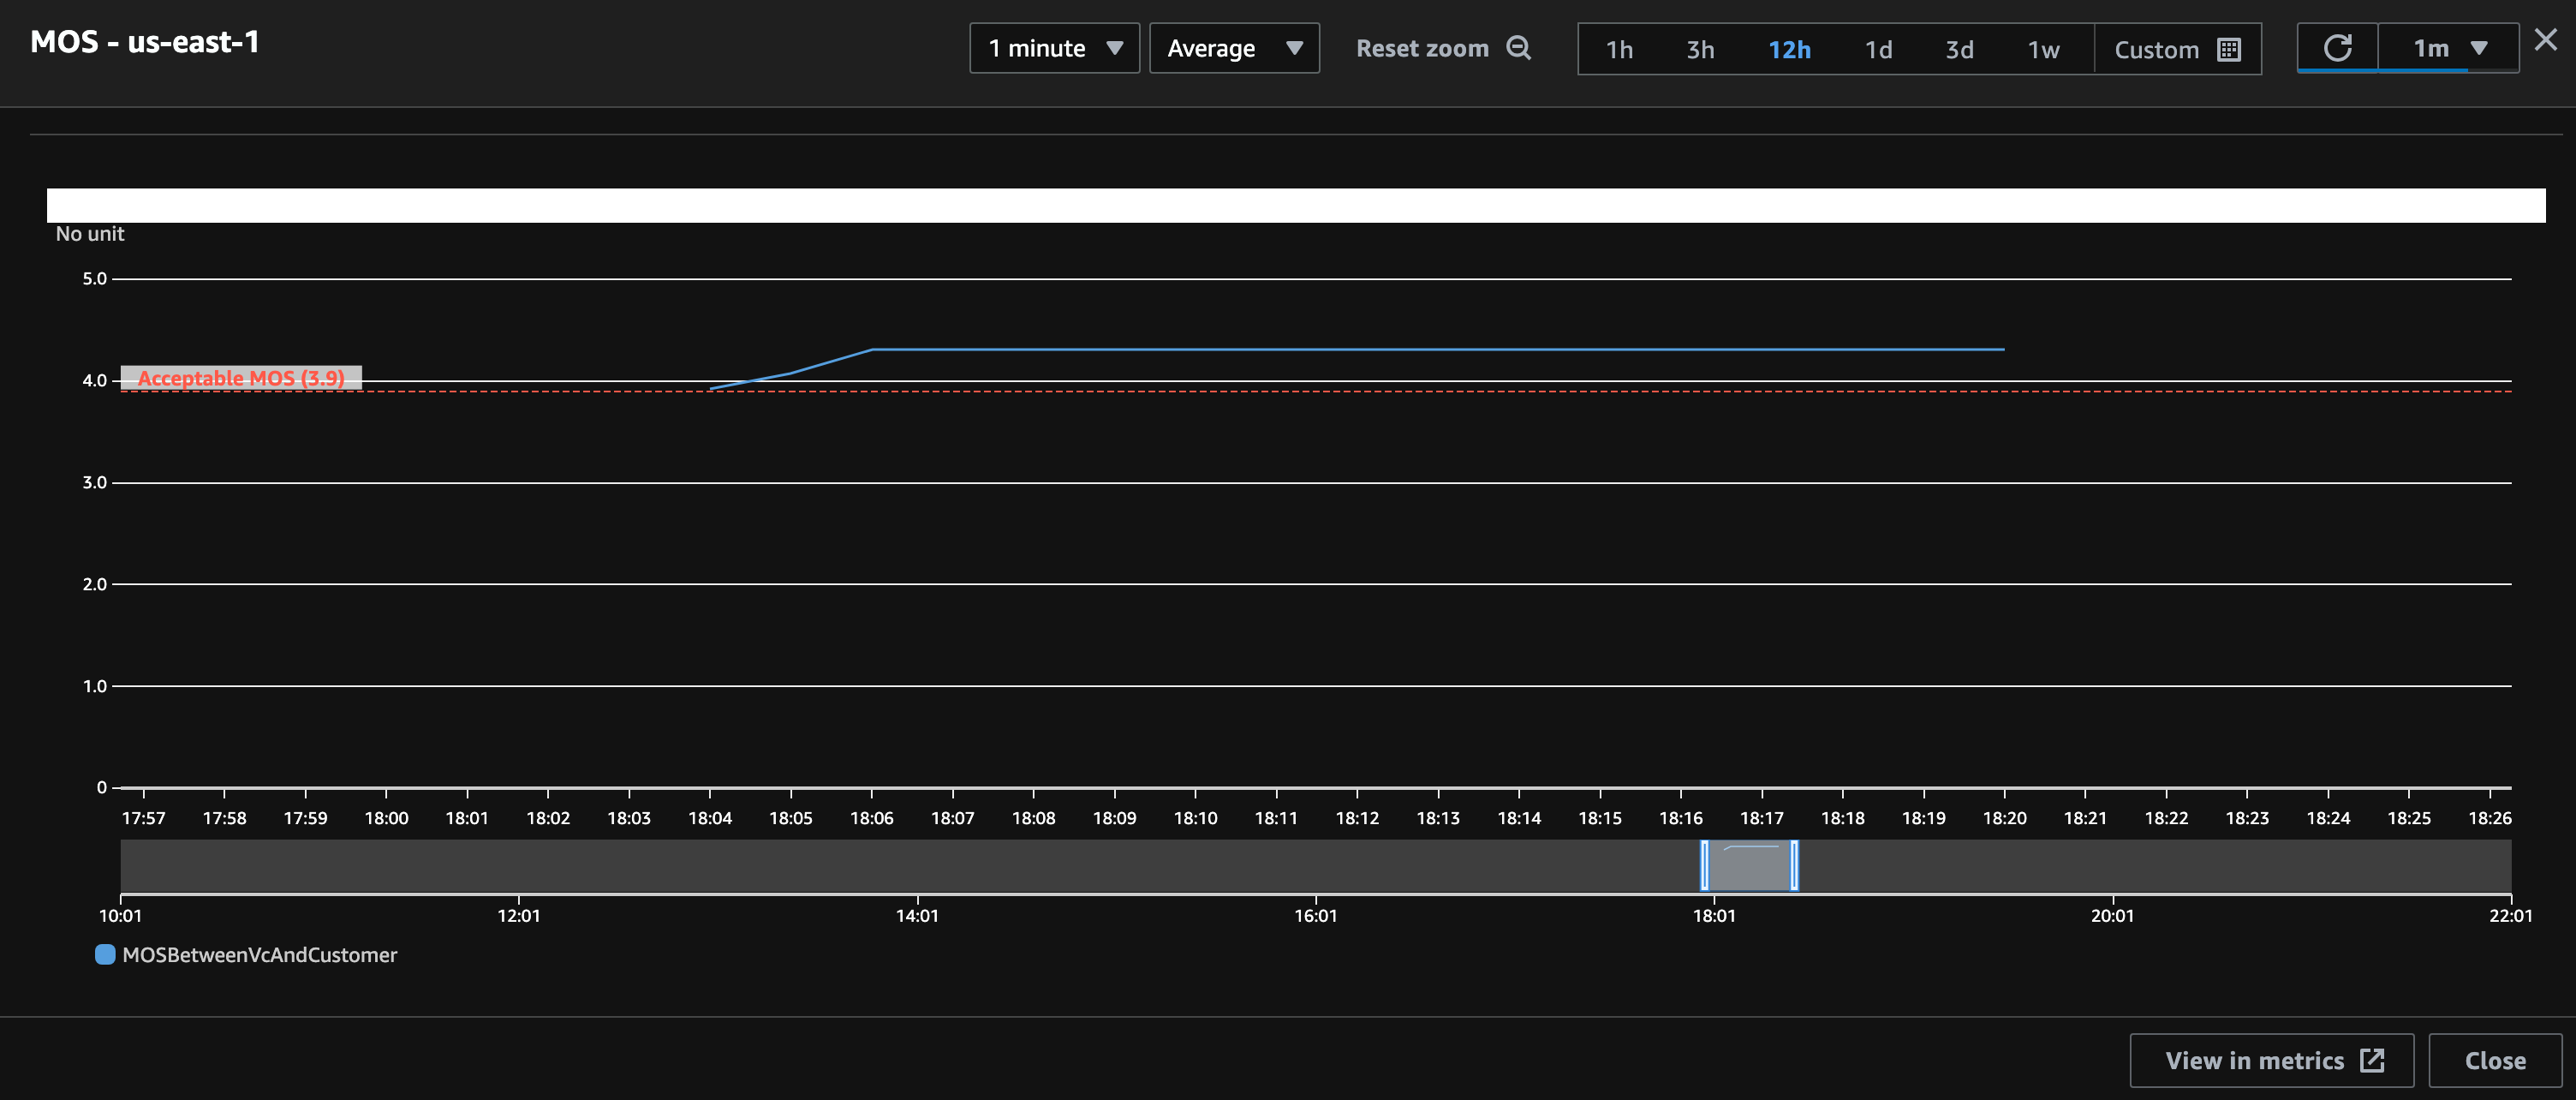 MOS - us-east-1
1 minute
Average
Reset zoom
1h 3h 12h 1d 3d 1w Custom
1m
No unit
5.0
Acceptable MOS (3.9)
4.0
3.0
2.0
1.0
0
17:57 17:58 17:59 18:00 18:01 18:02 18:03 18:04 18:05 18:06 18:07 18:08 18:09 18:10 18:11 18:12 18:13 18:14 18:15 18:16 18:17 18:18 18:19 18:20 18:21 18:22 18:23 18:24 18:25 18:26
10:01 12:01 14:01 16:01 18:01 20:01 22:01
MOSBetweenVcAndCustomer
View in metrics
Close